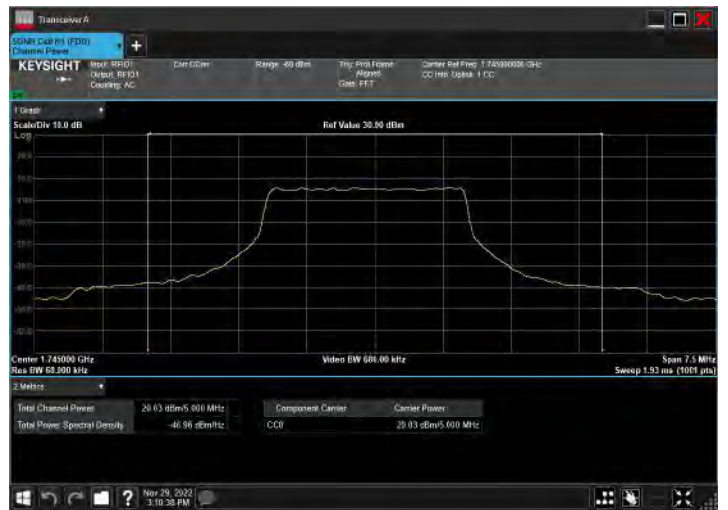 Transceiver A
5GNR Cell #1 (FDD)
Channel Power
KEYSIGHT
Input: RFIO1
Output: RFIO1
Coupling: AC
Corr CCorr
Range: -60 dBm
Trig: Prd Frame
Aligned
Gate: FFT
Carrier Ref Freq: 1.745000000 GHz
CC Info: Uplink, 1 CC
1 Graph
Scale/Div 10.0 dB
Ref Value 30.00 dBm
Log
Center 1.745000 GHz
Video BW 680.00 kHz
Span 7.5 MHz
Res BW 68.000 kHz
Sweep 1.93 ms (1001 pts)
2 Metrics
Total Channel Power
20.03 dBm/5.000 MHz
Total Power Spectral Density
-46.96 dBm/Hz
Component Carrier
Carrier Power
CC0
20.03 dBm/5.000 MHz
Nov 29, 2022
3:10:38 PM